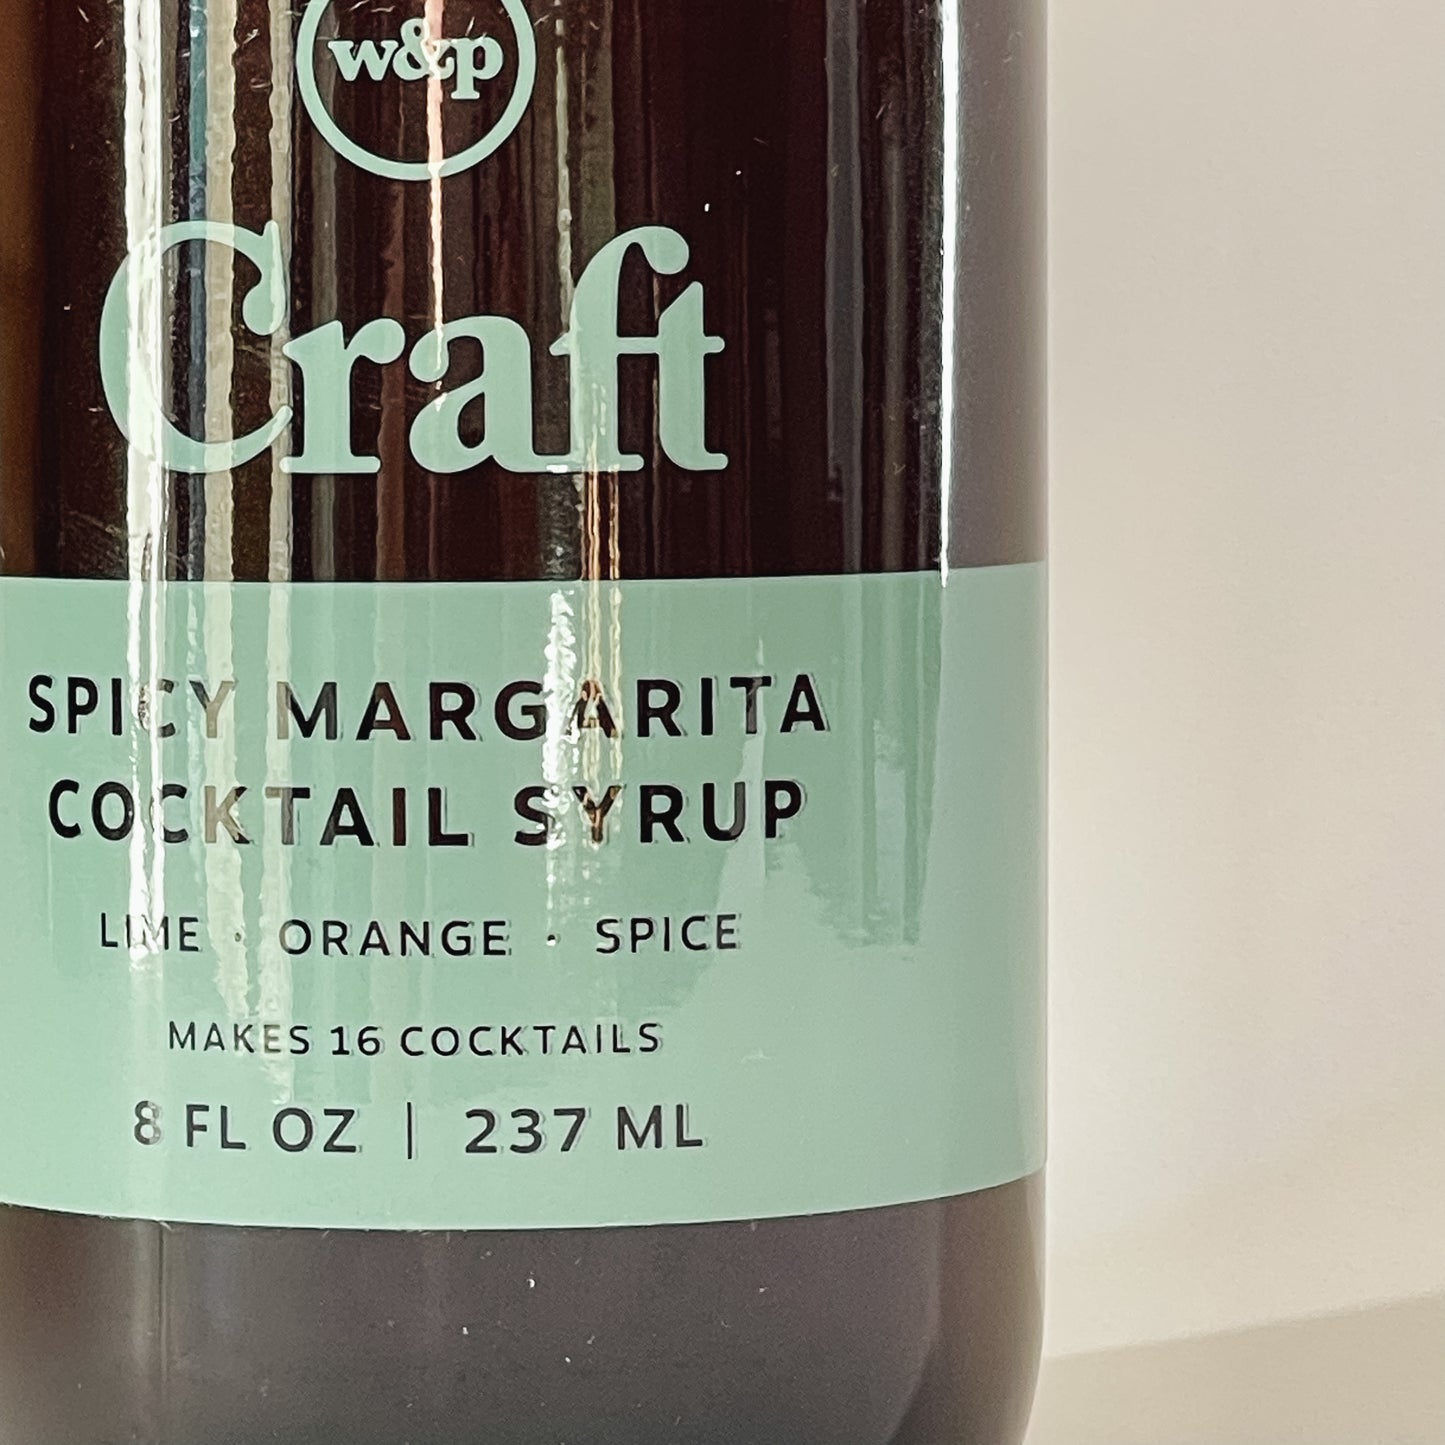 w&p
Craft
SPICY MARGARITA
COCKTAIL SYRUP
LIME · ORANGE · SPICE
MAKES 16 COCKTAILS
8 FL OZ | 237 ML